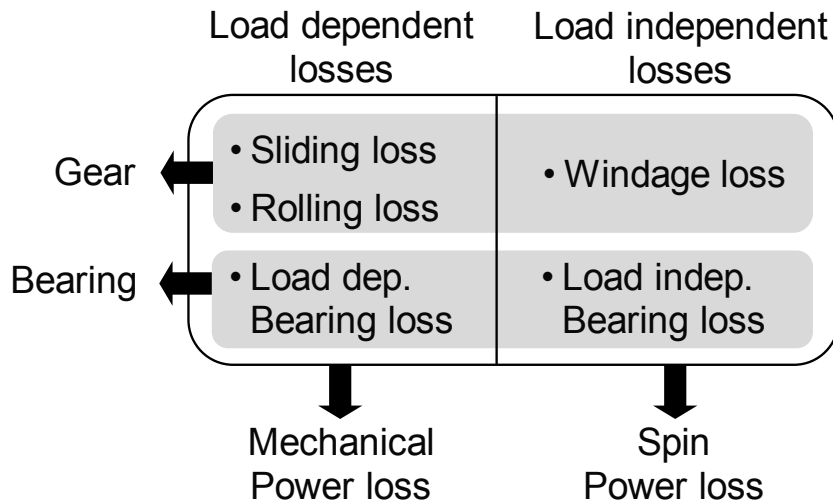 Load dependent
losses
Load independent
losses
Gear
• Sliding loss
• Rolling loss
• Windage loss
Bearing
• Load dep.
Bearing loss
• Load indep.
Bearing loss
Mechanical
Power loss
Spin
Power loss